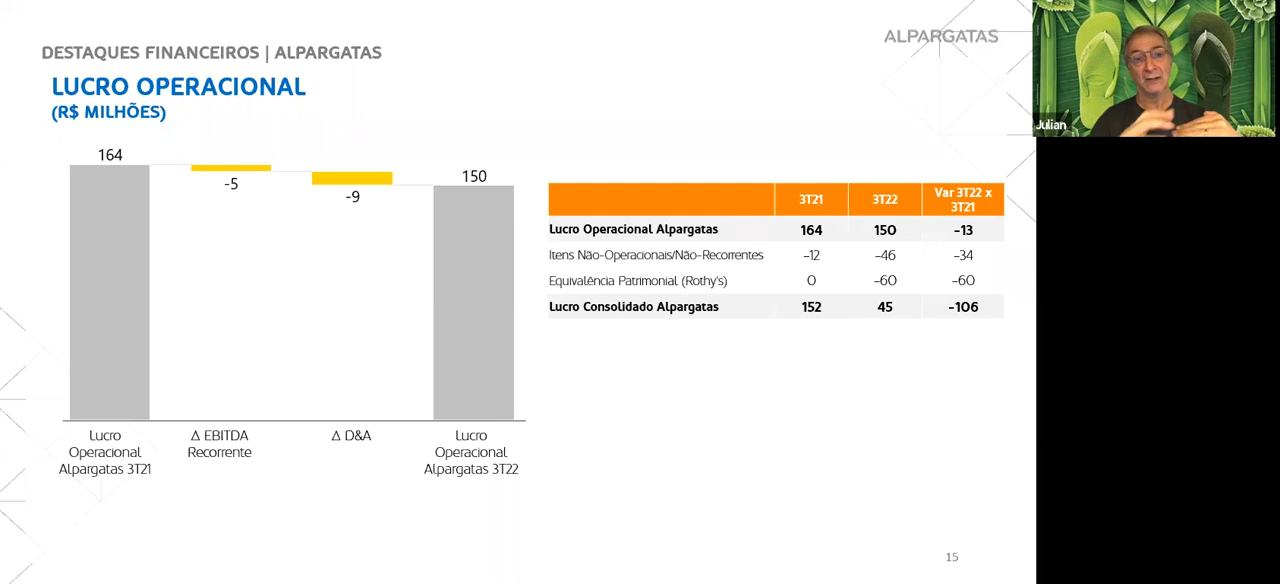 DESTAQUES FINANCEIROS | ALPARGATAS
ALPARGATAS
LUCRO OPERACIONAL
(R$ MILHÕES)
Julian
164
-5
-9
150
Lucro Operacional Alpargatas 3T21
Δ EBITDA Recorrente
Δ D&A
Lucro Operacional Alpargatas 3T22
3T21 3T22 Var 3T22 x 3T21
Lucro Operacional Alpargatas 164 150 -13
Itens Não-Operacionais/Não-Recorrentes -12 -46 -34
Equivalência Patrimonial (Rothy's) 0 -60 -60
Lucro Consolidado Alpargatas 152 45 -106
15